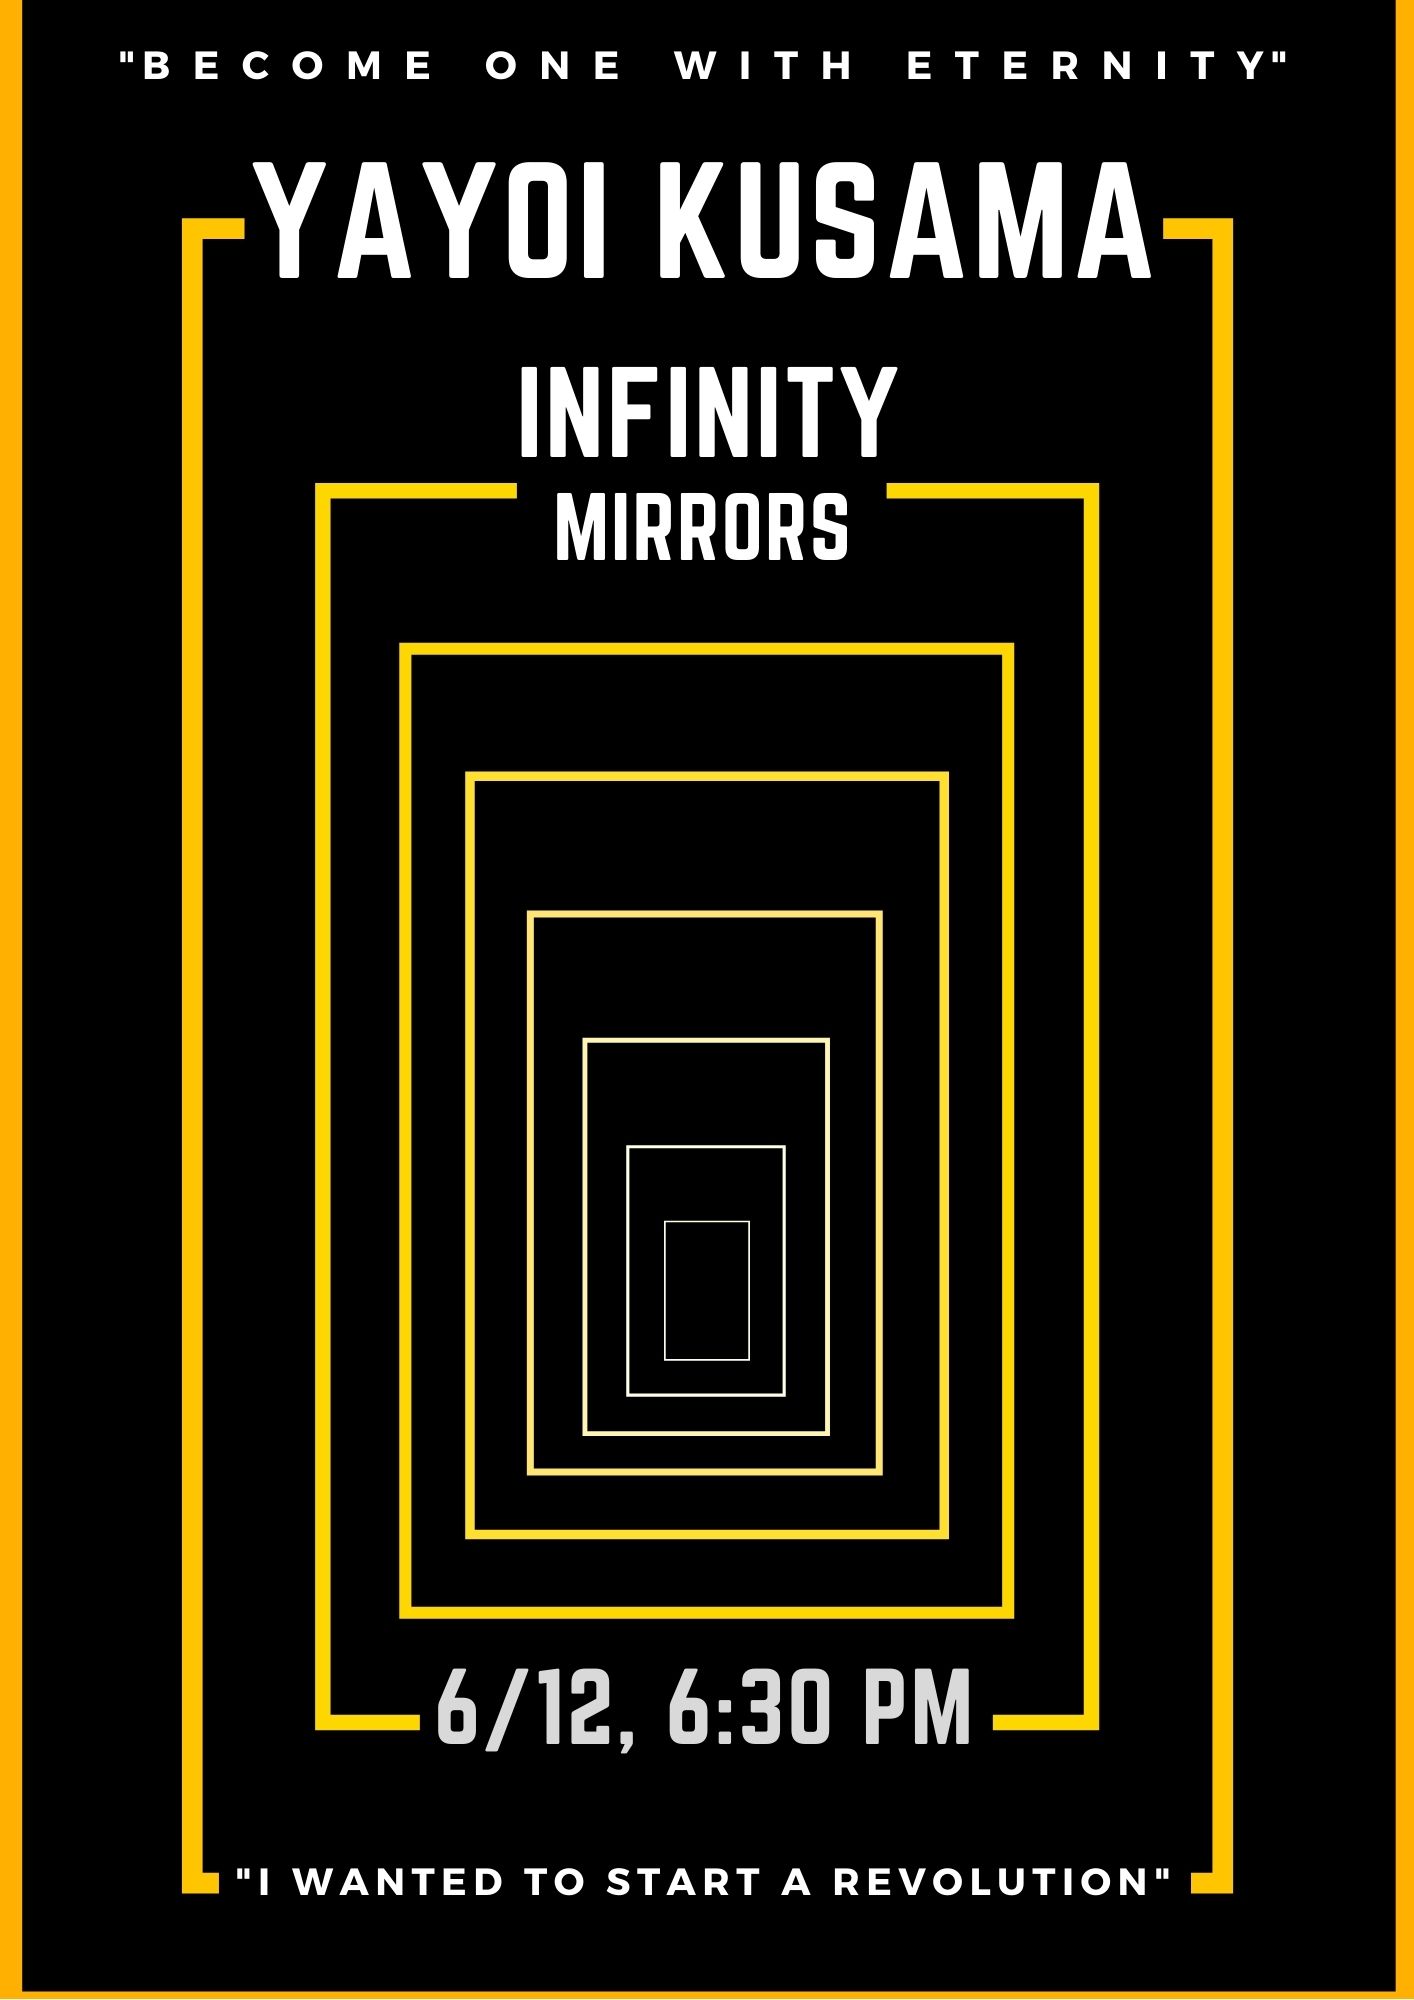 "BECOME ONE WITH ETERNITY"
YAYOI KUSAMA
INFINITY
MIRRORS
6/12, 6:30 PM
"I WANTED TO START A REVOLUTION"